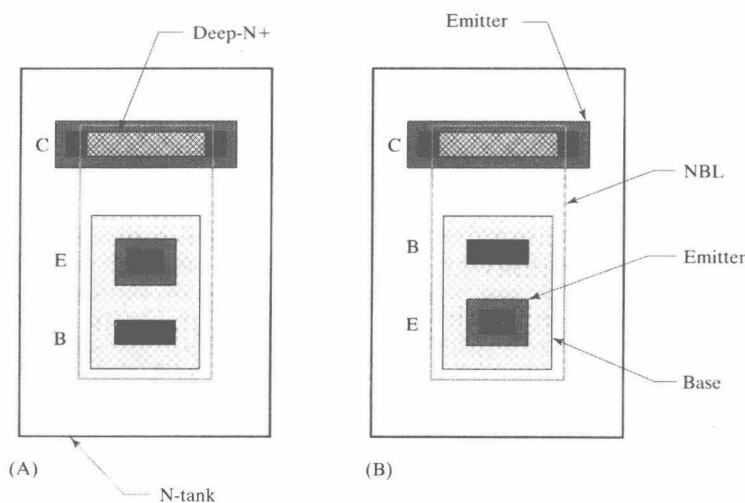 Deep-N+
Emitter
C
C
NBL
E
B
Emitter
B
E
Base
(A)
(B)
N-tank